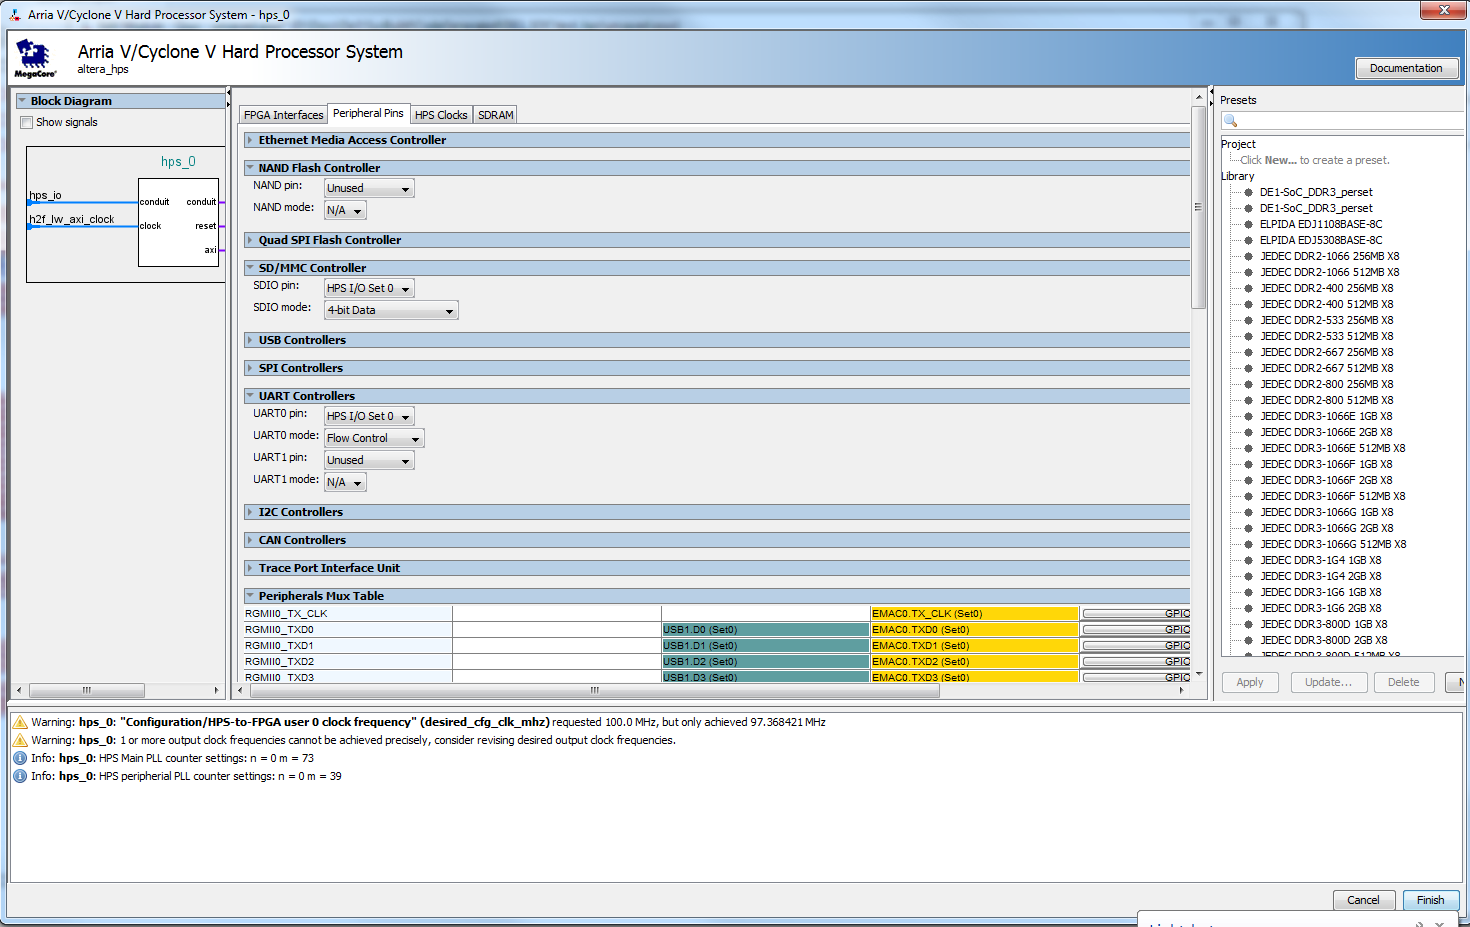 Arria V/Cyclone V Hard Processor System - hps_0
Arria V/Cyclone V Hard Processor System
altera_hps
MegaCore®
Documentation
Block Diagram
Show signals
hps_0
hps_io
conduit conduit
h2f_lw_axi_clock
clock reset
axi
FPGA Interfaces Peripheral Pins HPS Clocks SDRAM
Ethernet Media Access Controller
NAND Flash Controller
NAND pin: Unused
NAND mode: N/A
Quad SPI Flash Controller
SD/MMC Controller
SDIO pin: HPS I/O Set 0
SDIO mode: 4-bit Data
USB Controllers
SPI Controllers
UART Controllers
UART0 pin: HPS I/O Set 0
UART0 mode: Flow Control
UART1 pin: Unused
UART1 mode: N/A
I2C Controllers
CAN Controllers
Trace Port Interface Unit
Peripherals Mux Table
RGMII0_TX_CLK EMAC0.TX_CLK (Set0) GPIO
RGMII0_TXD0 USB1.D0 (Set0) EMAC0.TXD0 (Set0) GPIO
RGMII0_TXD1 USB1.D1 (Set0) EMAC0.TXD1 (Set0) GPIO
RGMII0_TXD2 USB1.D2 (Set0) EMAC0.TXD2 (Set0) GPIO
RGMII0_TXD3 USB1.D3 (Set0) EMAC0.TXD3 (Set0) GPIO
Presets
Project
Click New... to create a preset.
Library
DE1-SoC_DDR3_perset
DE1-SoC_DDR3_perset
ELPIDA EDJ1108BASE-8C
ELPIDA EDJ5308BASE-8C
JEDEC DDR2-1066 256MB X8
JEDEC DDR2-1066 512MB X8
JEDEC DDR2-400 256MB X8
JEDEC DDR2-400 512MB X8
JEDEC DDR2-533 256MB X8
JEDEC DDR2-533 512MB X8
JEDEC DDR2-667 256MB X8
JEDEC DDR2-667 512MB X8
JEDEC DDR2-800 256MB X8
JEDEC DDR2-800 512MB X8
JEDEC DDR3-1066E 1GB X8
JEDEC DDR3-1066E 2GB X8
JEDEC DDR3-1066E 512MB X8
JEDEC DDR3-1066F 1GB X8
JEDEC DDR3-1066F 2GB X8
JEDEC DDR3-1066F 512MB X8
JEDEC DDR3-1066G 1GB X8
JEDEC DDR3-1066G 2GB X8
JEDEC DDR3-1066G 512MB X8
JEDEC DDR3-1G4 1GB X8
JEDEC DDR3-1G4 2GB X8
JEDEC DDR3-1G6 1GB X8
JEDEC DDR3-1G6 2GB X8
JEDEC DDR3-800D 1GB X8
JEDEC DDR3-800D 2GB X8
JEDEC DDR3-800D 512MB X8
Apply Update... Delete N
Warning: hps_0: "Configuration/HPS-to-FPGA user 0 clock frequency" (desired_cfg_clk_mhz) requested 100.0 MHz, but only achieved 97.368421 MHz
Warning: hps_0: 1 or more output clock frequencies cannot be achieved precisely, consider revising desired output clock frequencies.
Info: hps_0: HPS Main PLL counter settings: n = 0 m = 73
Info: hps_0: HPS peripherial PLL counter settings: n = 0 m = 39
Cancel Finish